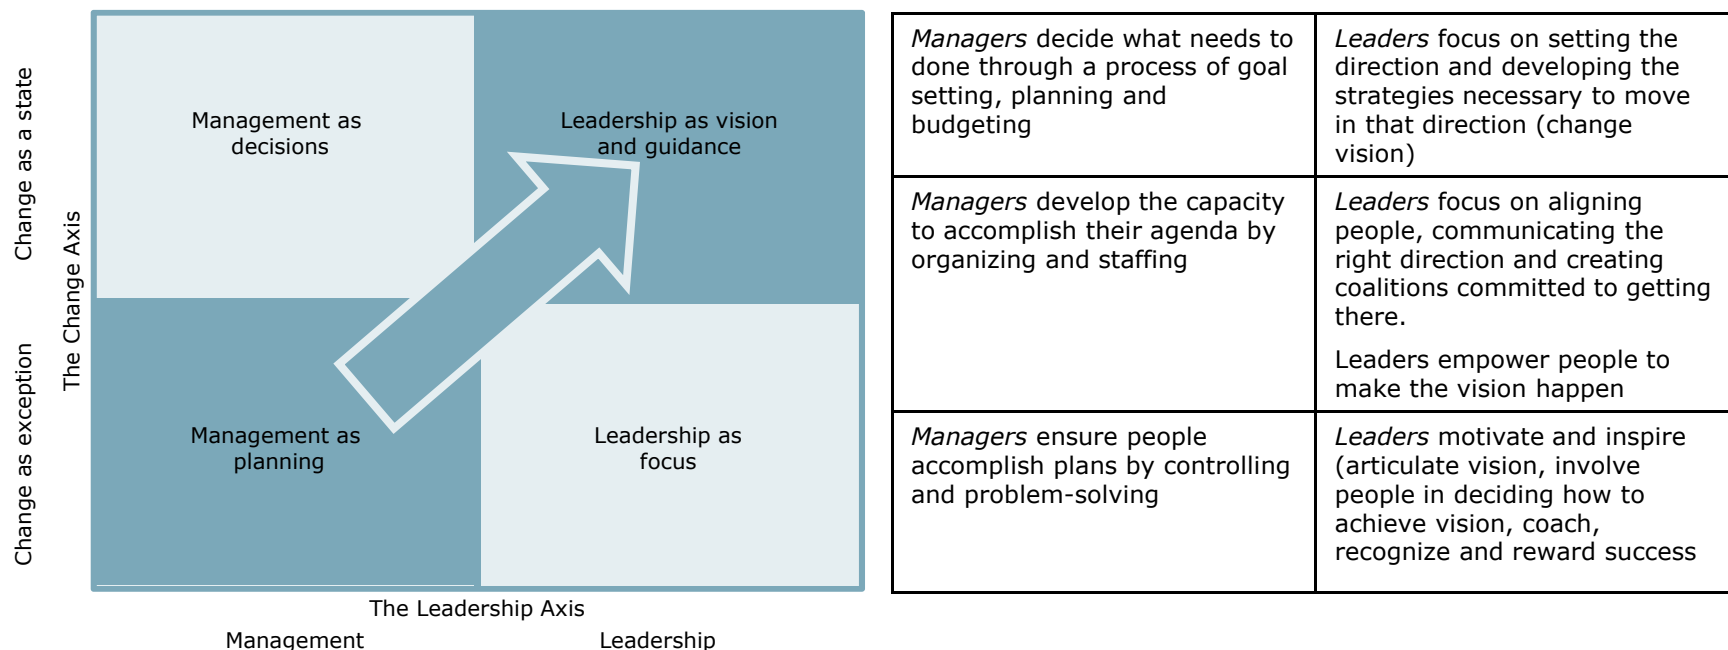 Change as a state
Change as exception
The Change Axis
Management as
decisions
Leadership as vision
and guidance
Management as
planning
Leadership as
focus
The Leadership Axis
Management
Leadership
Managers decide what needs to
done through a process of goal
setting, planning and
budgeting
Leaders focus on setting the
direction and developing the
strategies necessary to move
in that direction (change
vision)
Managers develop the capacity
to accomplish their agenda by
organizing and staffing
Leaders focus on aligning
people, communicating the
right direction and creating
coalitions committed to getting
there.
Leaders empower people to
make the vision happen
Managers ensure people
accomplish plans by controlling
and problem-solving
Leaders motivate and inspire
(articulate vision, involve
people in deciding how to
achieve vision, coach,
recognize and reward success